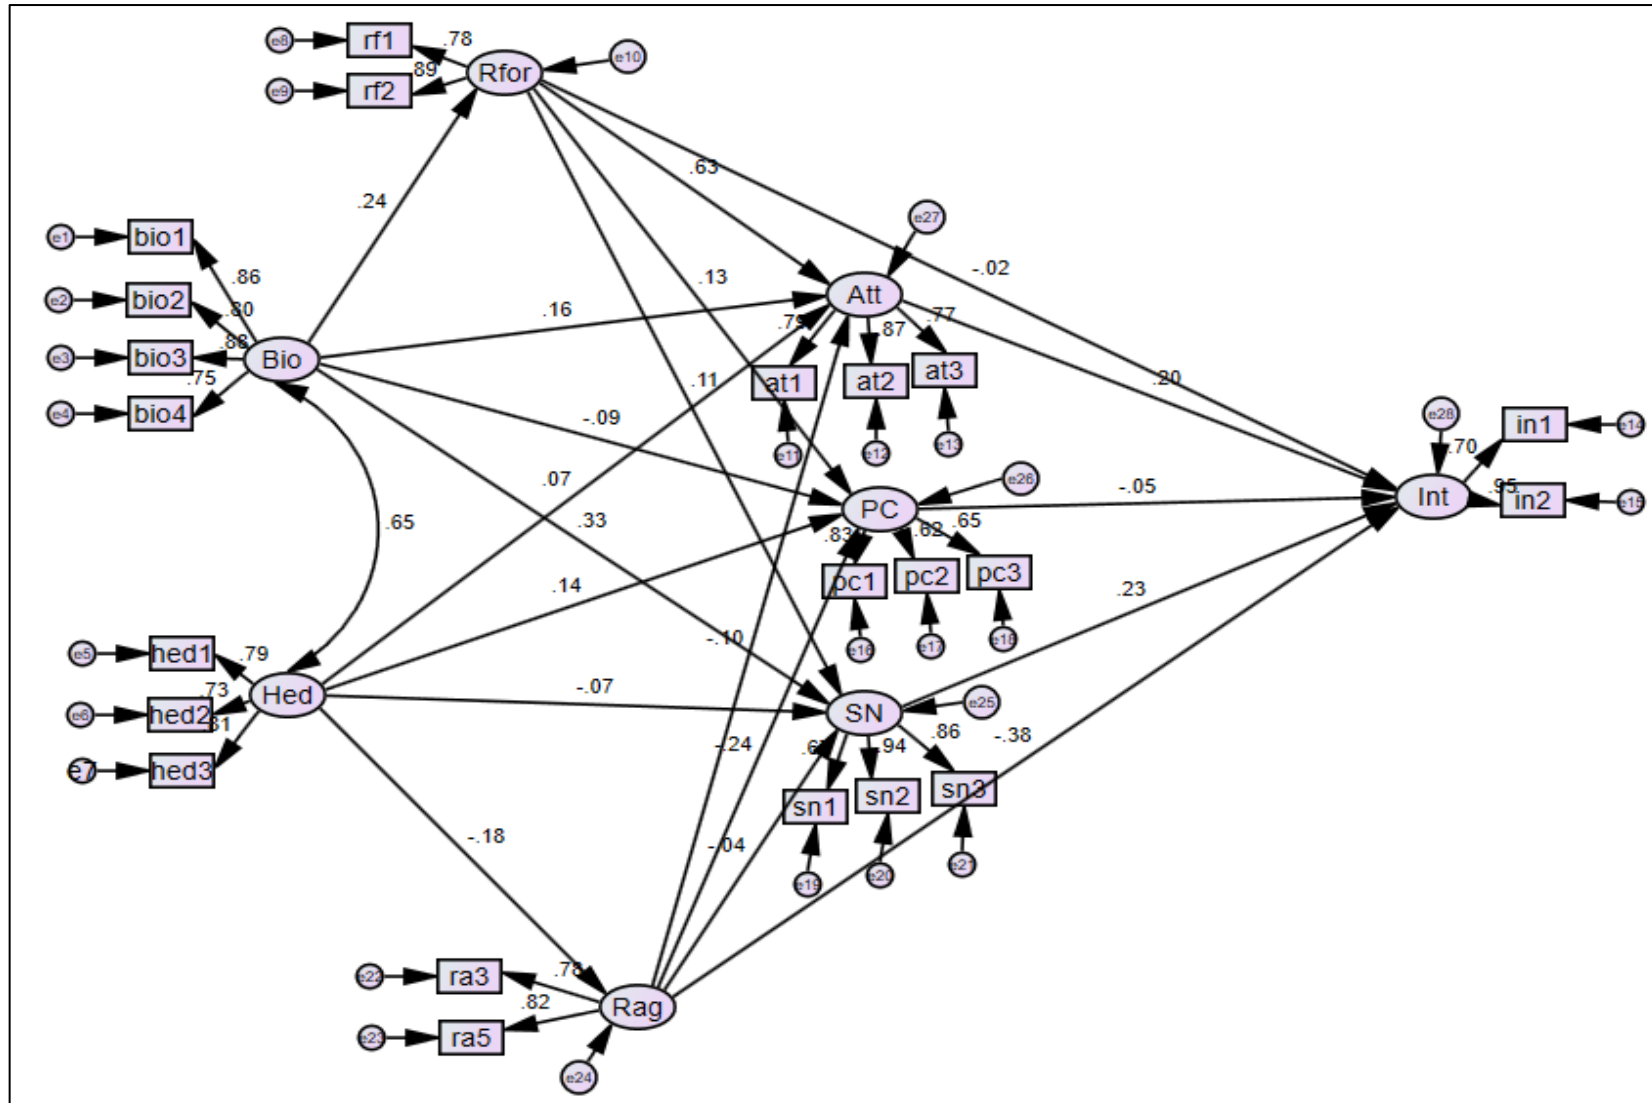 e8
rf1
.78
Rfor
e10
e9
rf2
.89
.63
.24
e27
e1
bio1
.86
-.02
.13
Att
e2
bio2
.80
.16
.79
.87
.77
e3
bio3
.88
Bio
at1
at2
at3
.11
.20
e4
bio4
.75
-.09
e11
e12
e13
e28
in1
e14
.70
.07
e26
-.05
Int
.95
in2
e15
PC
.33
.65
.83
.62
.65
pc1
pc2
pc3
.14
.23
-.10
e16
e17
e18
e5
hed1
.79
-.07
Hed
.73
e6
hed2
.81
SN
e25
-.24
.94
.86
-.38
e7
hed3
sn1
sn2
sn3
-.18
-.04
e19
e20
e21
e22
ra3
.78
Rag
.82
e23
ra5
e24